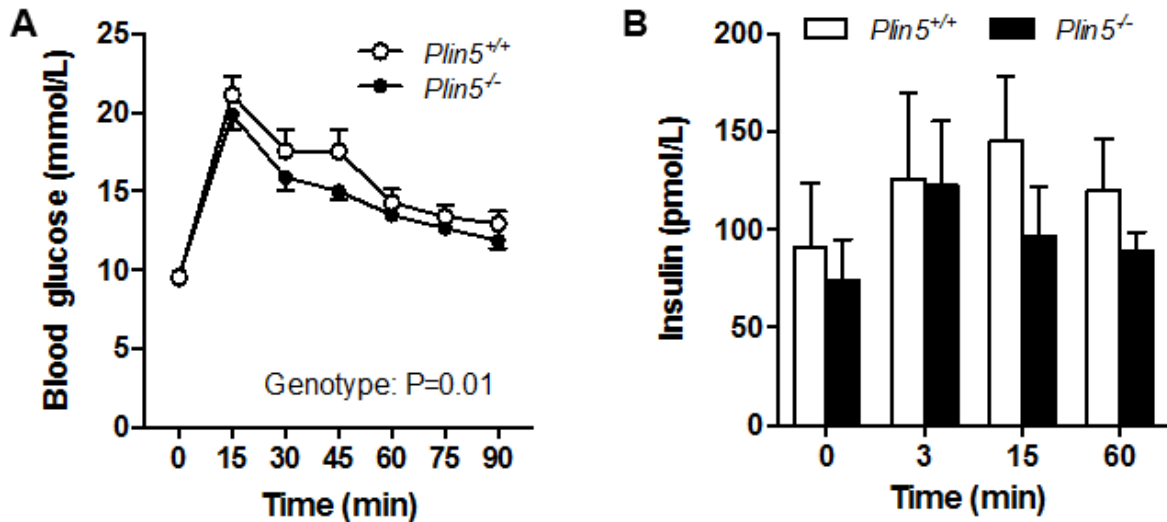 A
Blood glucose (mmol/L)
25
20
15
10
5
0
Plin5+/+
Plin5-/-
Genotype: P=0.01
0 15 30 45 60 75 90
Time (min)
B
Plin5+/+ Plin5-/-
Insulin (pmol/L)
200
150
100
50
0
0 3 15 60
Time (min)